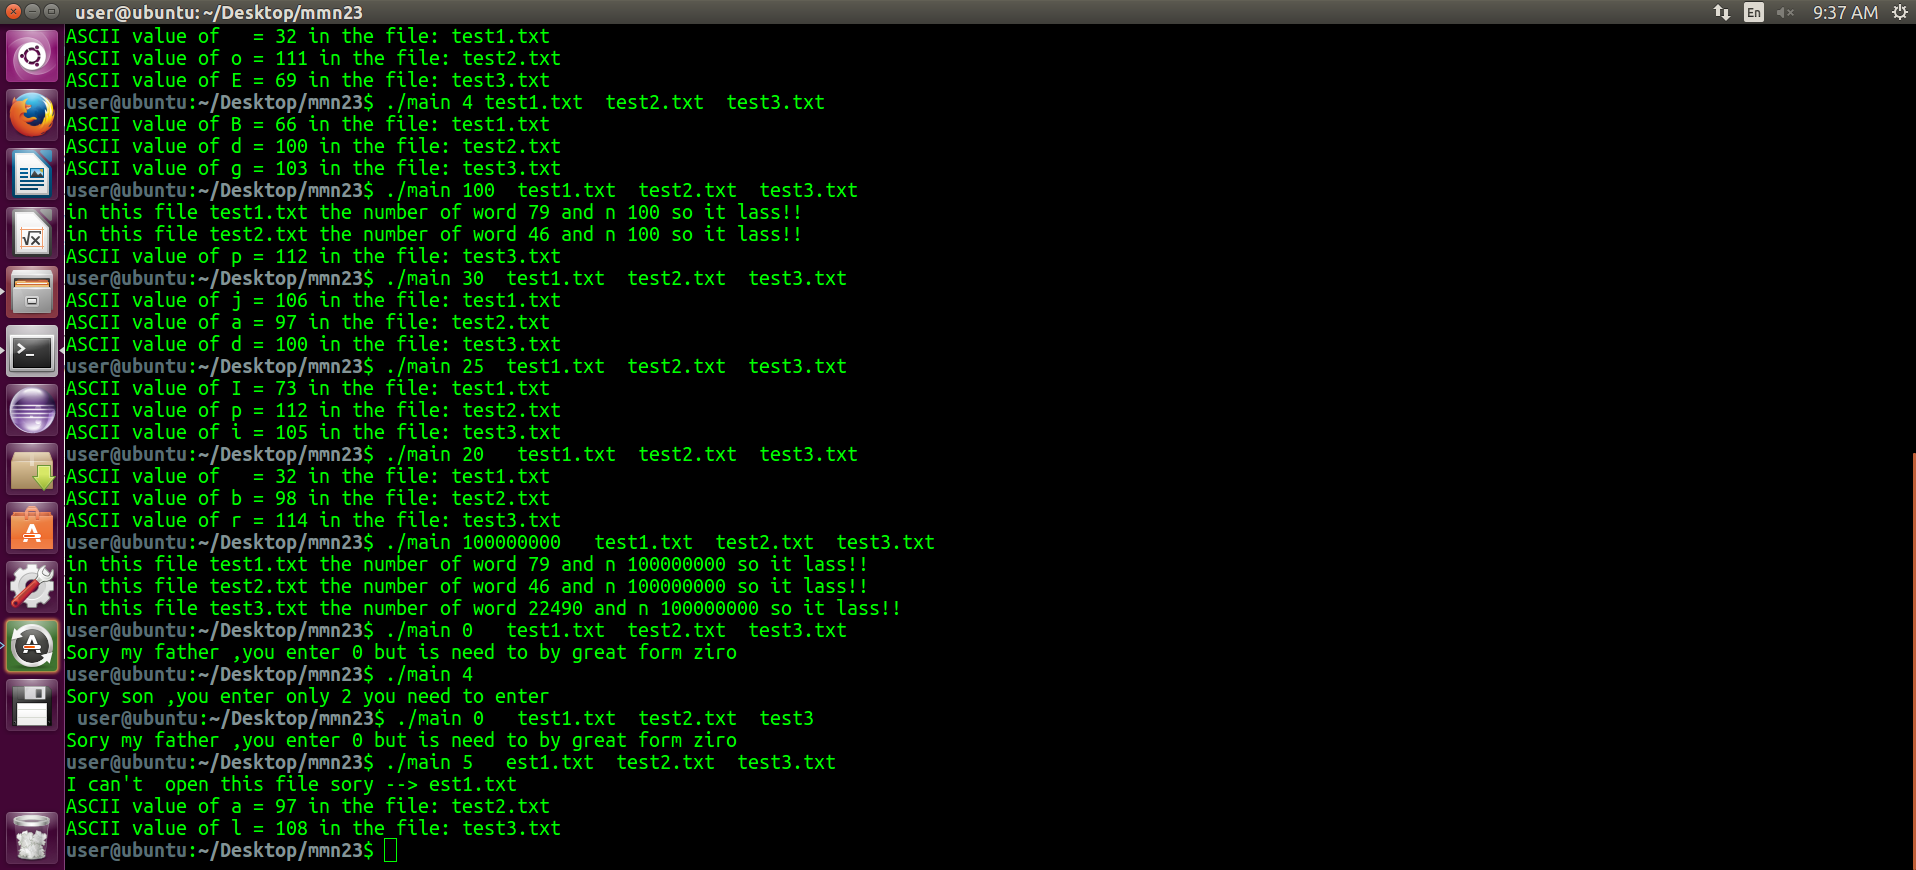 user@ubuntu: ~/Desktop/mmn23
En
9:37 AM
ASCII value of   = 32 in the file: test1.txt
ASCII value of o = 111 in the file: test2.txt
ASCII value of E = 69 in the file: test3.txt
user@ubuntu:~/Desktop/mmn23$ ./main 4 test1.txt  test2.txt  test3.txt
ASCII value of B = 66 in the file: test1.txt
ASCII value of d = 100 in the file: test2.txt
ASCII value of g = 103 in the file: test3.txt
user@ubuntu:~/Desktop/mmn23$ ./main 100  test1.txt  test2.txt  test3.txt
in this file test1.txt the number of word 79 and n 100 so it lass!!
in this file test2.txt the number of word 46 and n 100 so it lass!!
ASCII value of p = 112 in the file: test3.txt
user@ubuntu:~/Desktop/mmn23$ ./main 30  test1.txt  test2.txt  test3.txt
ASCII value of j = 106 in the file: test1.txt
ASCII value of a = 97 in the file: test2.txt
ASCII value of d = 100 in the file: test3.txt
user@ubuntu:~/Desktop/mmn23$ ./main 25  test1.txt  test2.txt  test3.txt
ASCII value of I = 73 in the file: test1.txt
ASCII value of p = 112 in the file: test2.txt
ASCII value of i = 105 in the file: test3.txt
user@ubuntu:~/Desktop/mmn23$ ./main 20   test1.txt  test2.txt  test3.txt
ASCII value of   = 32 in the file: test1.txt
ASCII value of b = 98 in the file: test2.txt
ASCII value of r = 114 in the file: test3.txt
user@ubuntu:~/Desktop/mmn23$ ./main 100000000   test1.txt  test2.txt  test3.txt
in this file test1.txt the number of word 79 and n 100000000 so it lass!!
in this file test2.txt the number of word 46 and n 100000000 so it lass!!
in this file test3.txt the number of word 22490 and n 100000000 so it lass!!
user@ubuntu:~/Desktop/mmn23$ ./main 0   test1.txt  test2.txt  test3.txt
Sory my father ,you enter 0 but is need to by great form ziro
user@ubuntu:~/Desktop/mmn23$ ./main 4
Sory son ,you enter only 2 you need to enter
 user@ubuntu:~/Desktop/mmn23$ ./main 0   test1.txt  test2.txt  test3
Sory my father ,you enter 0 but is need to by great form ziro
user@ubuntu:~/Desktop/mmn23$ ./main 5   est1.txt  test2.txt  test3.txt
I can't  open this file sory --> est1.txt
ASCII value of a = 97 in the file: test2.txt
ASCII value of l = 108 in the file: test3.txt
user@ubuntu:~/Desktop/mmn23$